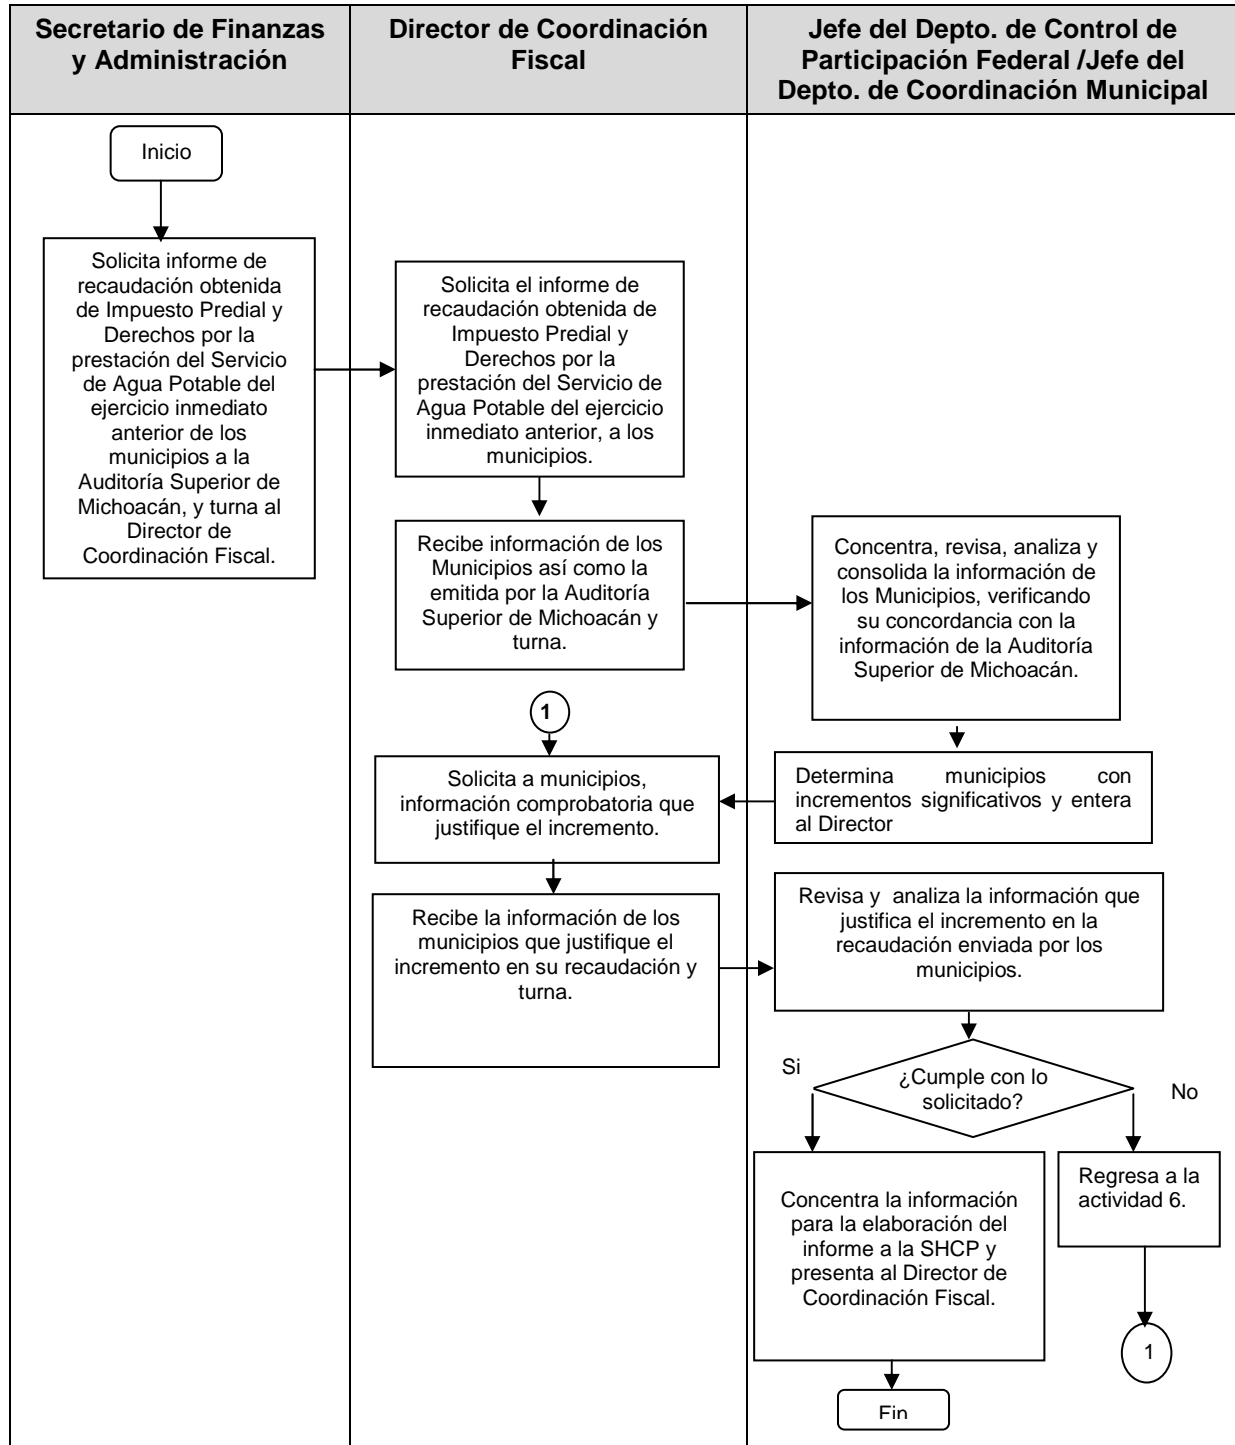 Secretario de Finanzas
y Administración
Director de Coordinación
Fiscal
Jefe del Depto. de Control de
Participación Federal /Jefe del
Depto. de Coordinación Municipal
Inicio
Solicita informe de
recaudación obtenida
de Impuesto Predial y
Derechos por la
prestación del Servicio
de Agua Potable del
ejercicio inmediato
anterior de los
municipios a la
Auditoría Superior de
Michoacán, y turna al
Director de
Coordinación Fiscal.
Solicita el informe de
recaudación obtenida de
Impuesto Predial y
Derechos por la
prestación del Servicio de
Agua Potable del ejercicio
inmediato anterior, a los
municipios.
Recibe información de los
Municipios así como la
emitida por la Auditoría
Superior de Michoacán y
turna.
Concentra, revisa, analiza y
consolida la información de
los Municipios, verificando
su concordancia con la
información de la Auditoría
Superior de Michoacán.
1
Solicita a municipios,
información comprobatoria que
justifique el incremento.
Determina municipios con
incrementos significativos y entera
al Director
Recibe la información de los
municipios que justifique el
incremento en su recaudación y
turna.
Revisa y analiza la información que
justifica el incremento en la
recaudación enviada por los
municipios.
Si
¿Cumple con lo
solicitado?
No
Concentra la información
para la elaboración del
informe a la SHCP y
presenta al Director de
Coordinación Fiscal.
Regresa a la
actividad 6.
1
Fin